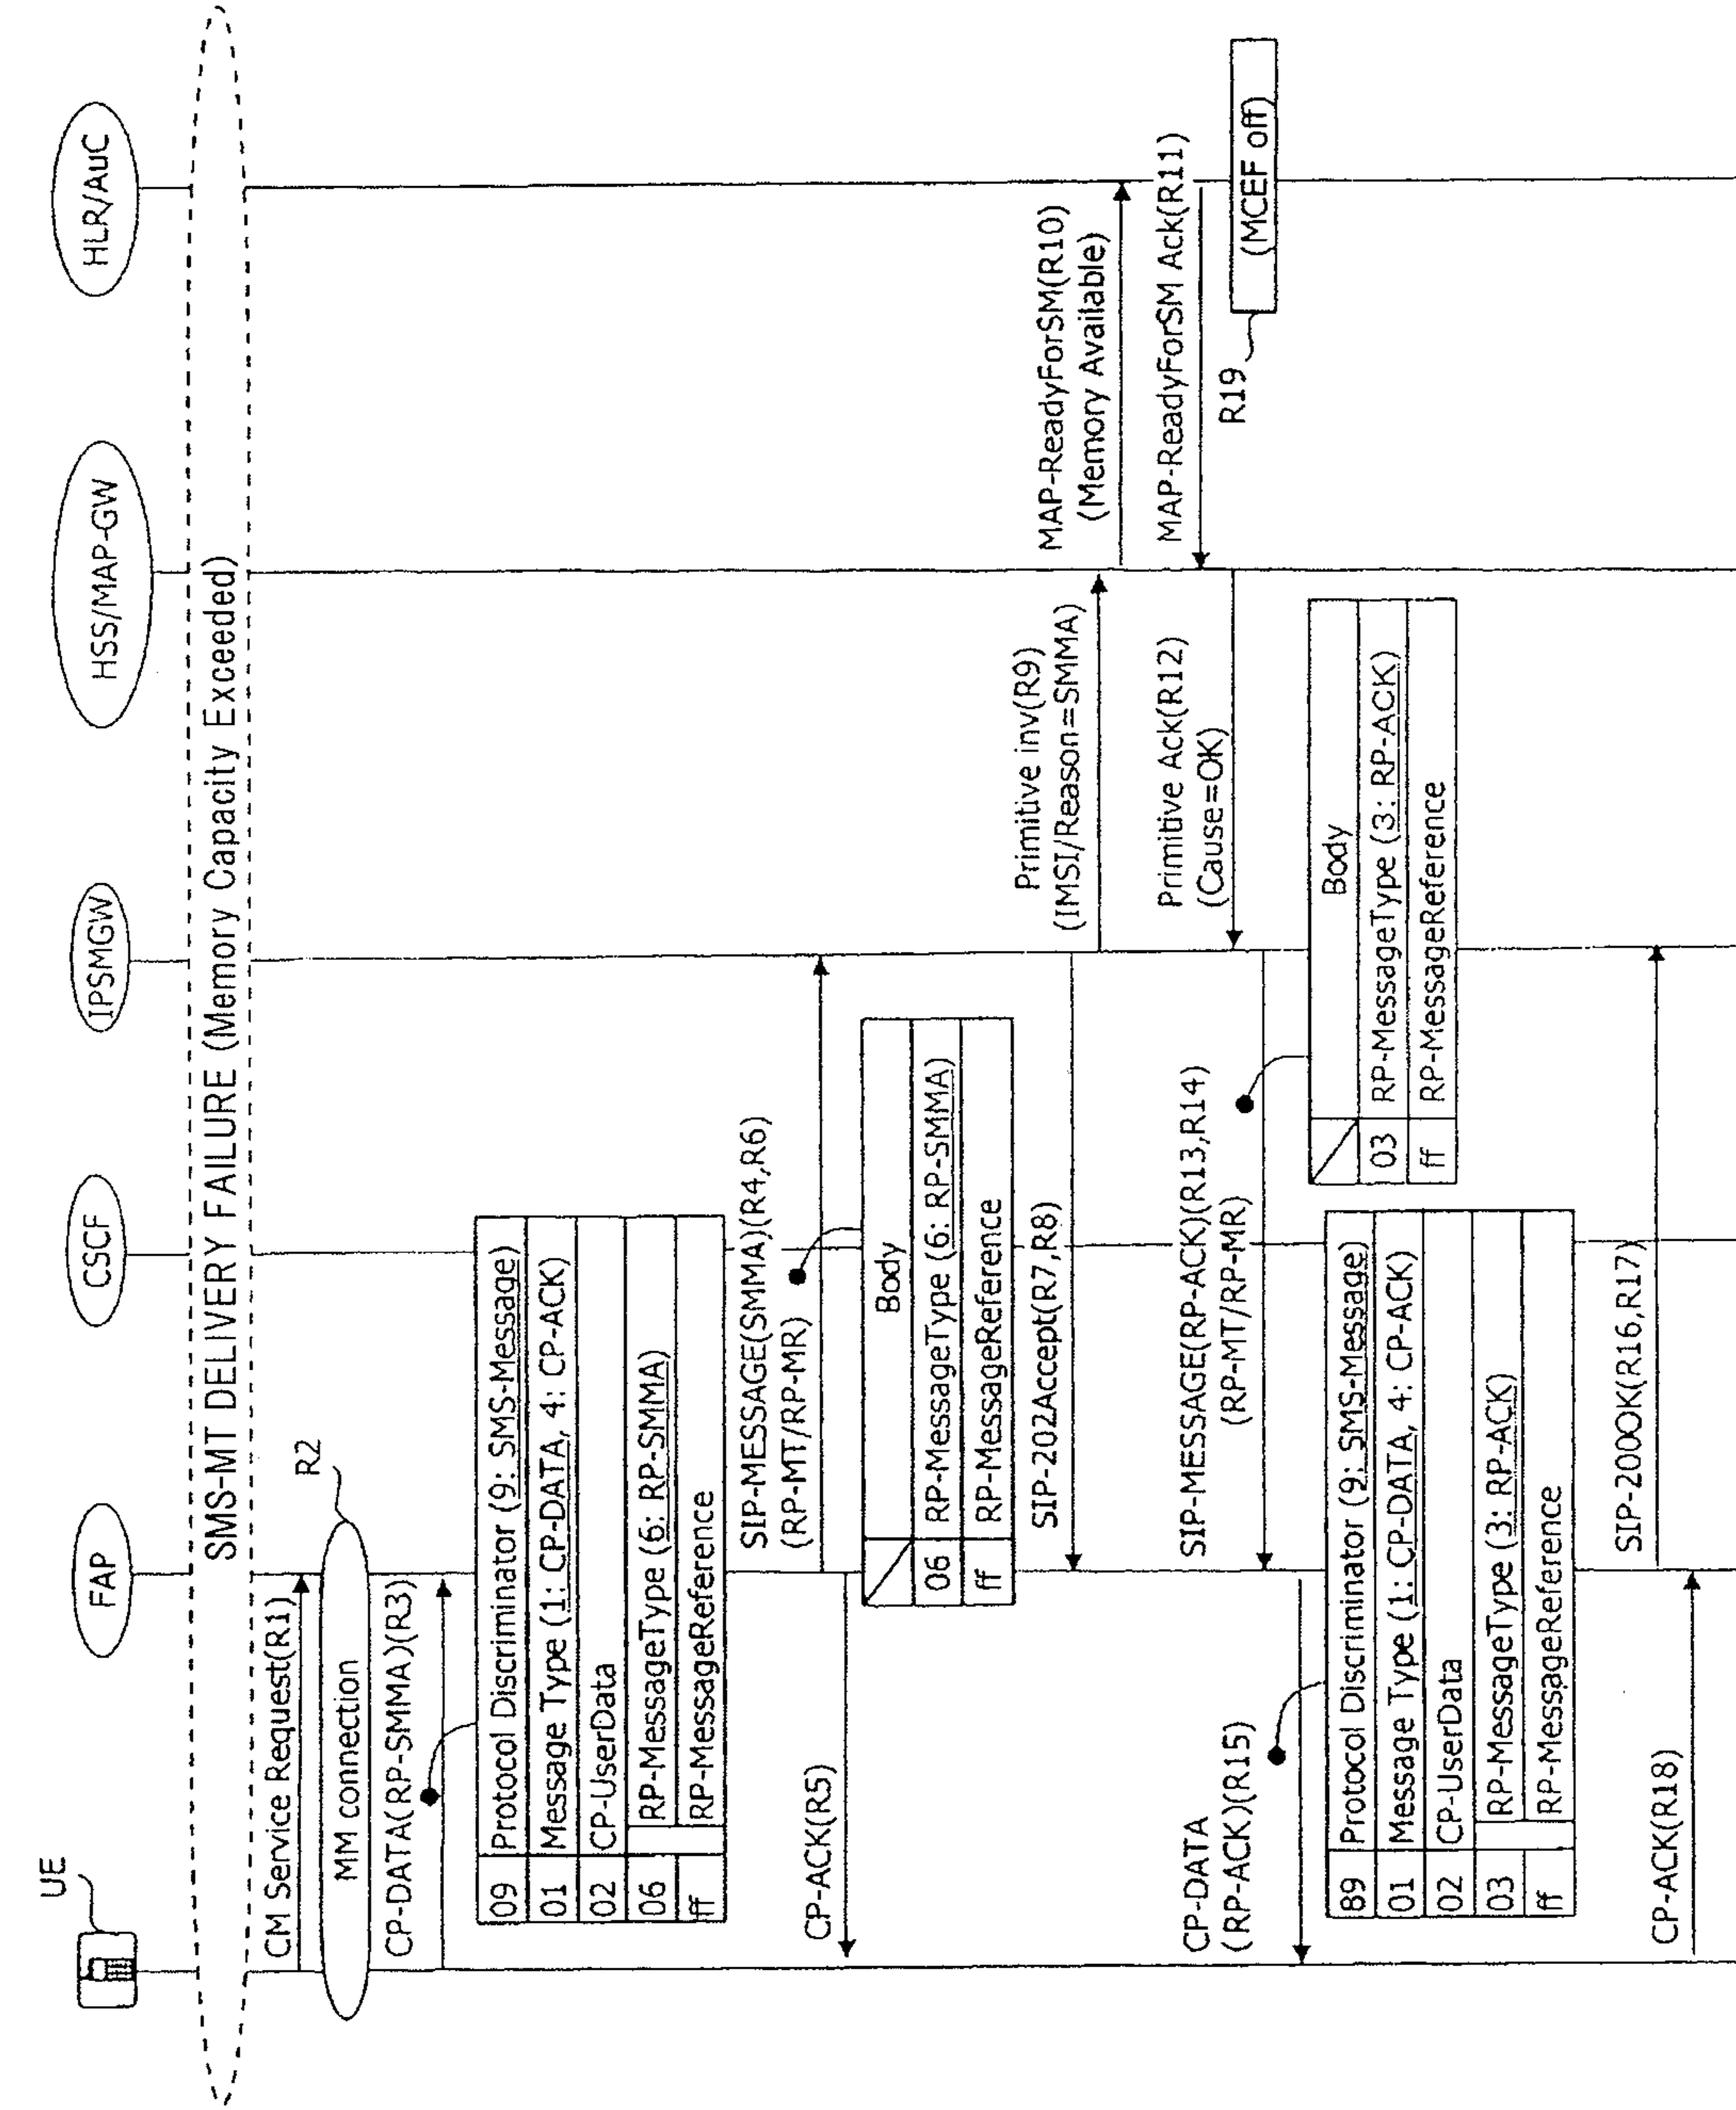 UE
FAP
CSCF
IPSMGW
HSS/MAP-GW
HLR/AuC
SMS-MT DELIVERY FAILURE (Memory Capacity Exceeded)
CM Service Request(R1)
R2
MM connection
CP-DATA(RP-SMMA)(R3)
09 Protocol Discriminator (9: SMS-Message)
01 Message Type (1: CP-DATA, 4: CP-ACK)
02 CP-UserData
06 RP-MessageType (6: RP-SMMA)
ff RP-MessageReference
SIP-MESSAGE(SMMA)(R4,R6)
(RP-MT/RP-MR)
CP-ACK(R5)
Body
06 RP-MessageType (6: RP-SMMA)
ff RP-MessageReference
SIP-202Accept(R7,R8)
Primitive inv(R9)
(IMSI/Reason=SMMA)
MAP-ReadyForSM(R10)
(Memory Available)
MAP-ReadyForSM Ack(R11)
R19
(MCEF off)
Primitive Ack(R12)
(Cause=OK)
SIP-MESSAGE(RP-ACK)(R13,R14)
(RP-MT/RP-MR)
Body
03 RP-MessageType (3: RP-ACK)
ff RP-MessageReference
CP-DATA
(RP-ACK)(R15)
89 Protocol Discriminator (9: SMS-Message)
01 Message Type (1: CP-DATA, 4: CP-ACK)
02 CP-UserData
03 RP-MessageType (3: RP-ACK)
ff RP-MessageReference
SIP-200OK(R16,R17)
CP-ACK(R18)